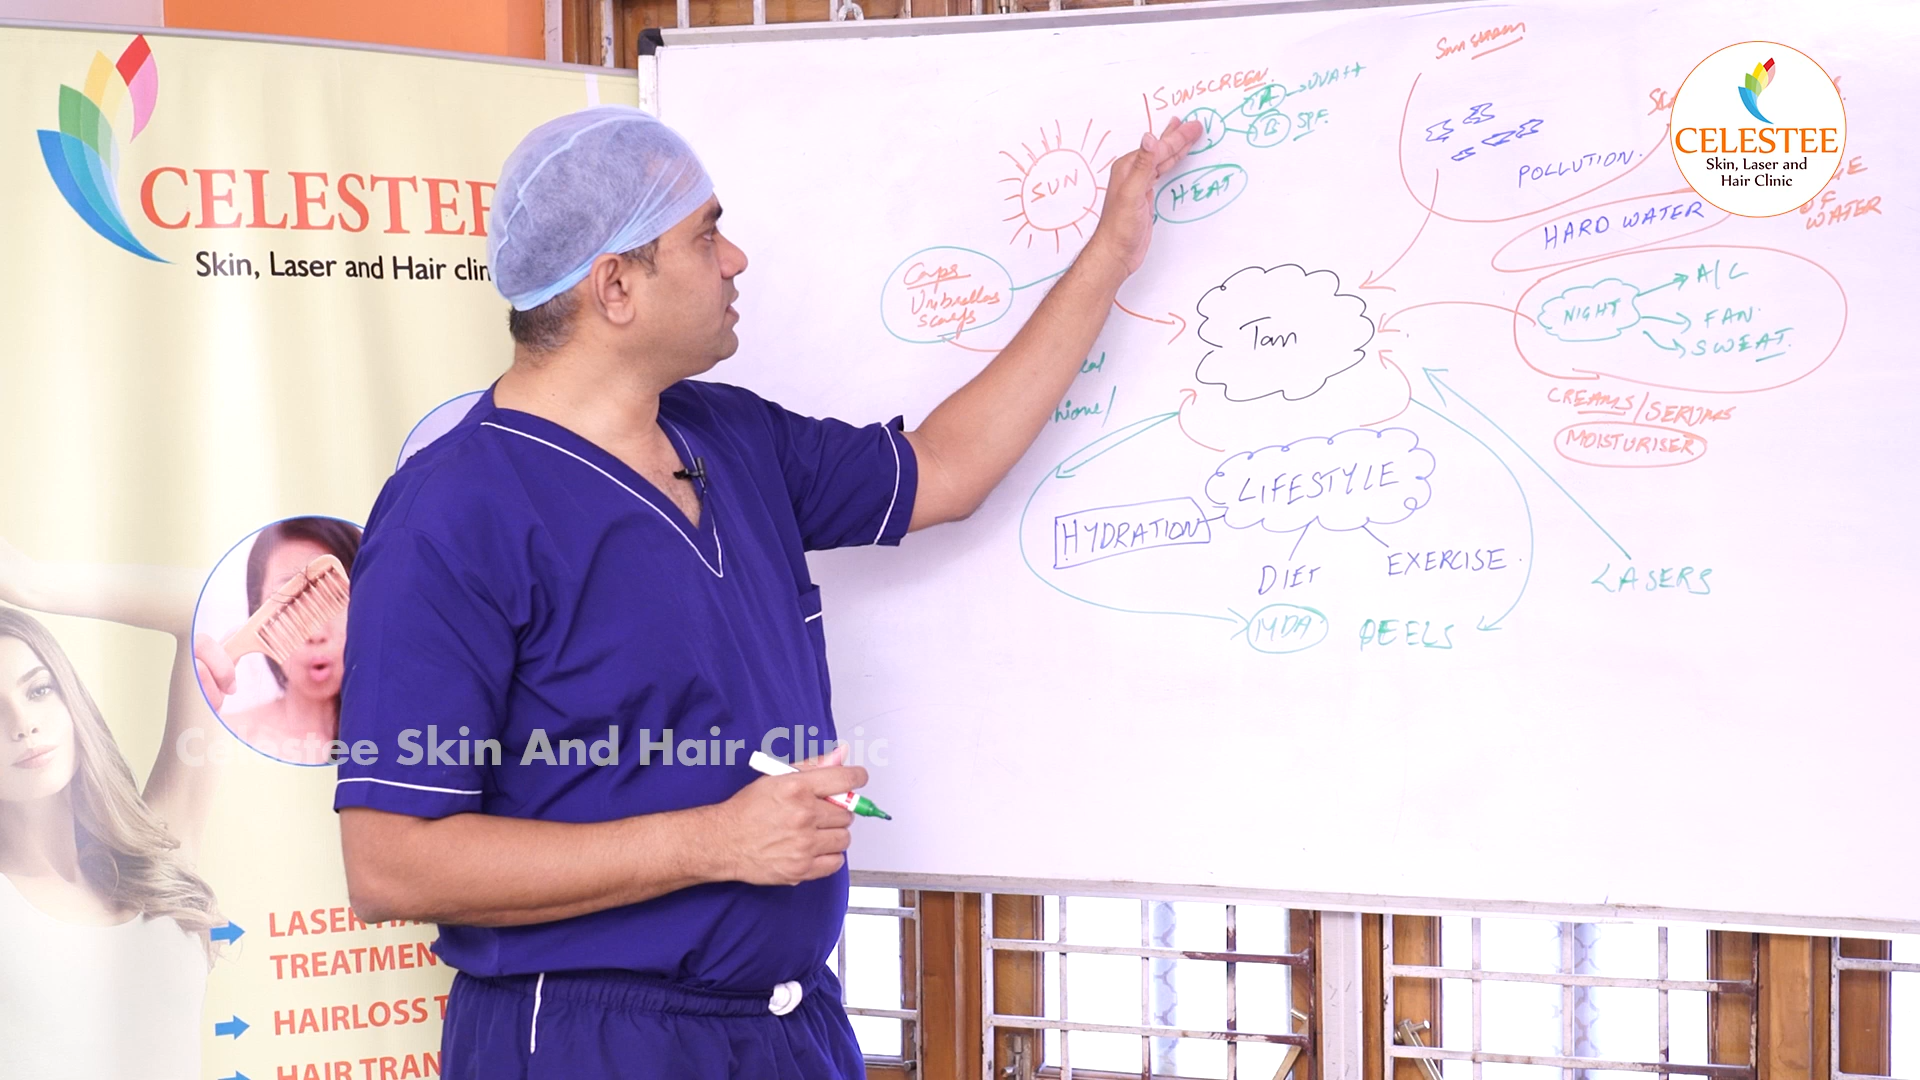 CELESTEE
Skin, Laser and Hair clin
LASER HA
TREATMEN
HAIRLOSS T
HAIR TRAN
Celestee Skin And Hair Clinic
Sunscreen
SUNSCREEN
A
UVA++
UV
B
SPF.
HEAT
SUN
Caps
Umbrellas
Scarfs
Tan
POLLUTION.
HARD WATER
OF
WATER
CELESTEE
Skin, Laser and
Hair Clinic
NIGHT
A/C
FAN.
SWEAT.
CREAMS/SERUMS
MOISTURISER
LIFESTYLE
HYDRATION
DIET
EXERCISE
LASERS
MDA
PEELS